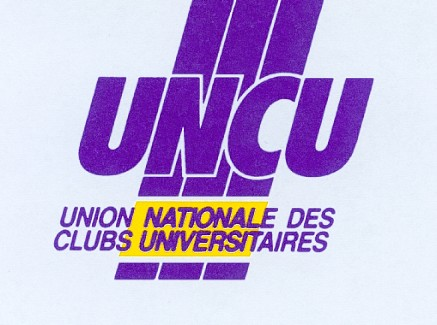 UNCU
UNION NATIONALE DES
CLUBS UNIVERSITAIRES